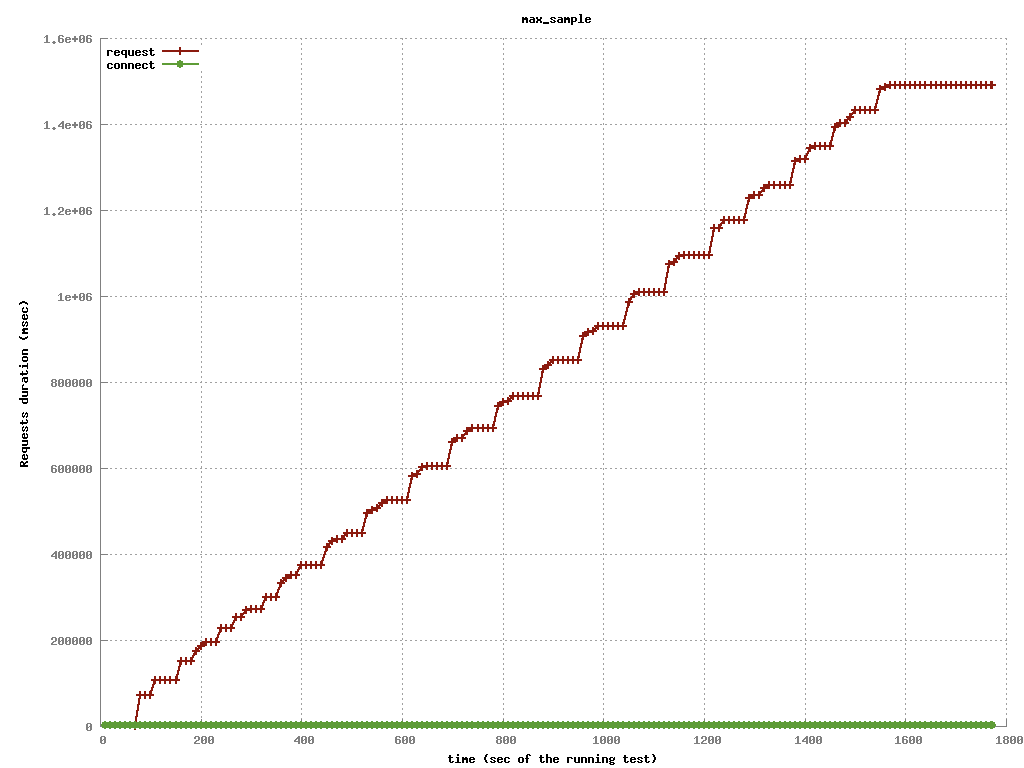 max_sample
1.6e+06
request
connect
1.4e+06
1.2e+06
1e+06
800000
600000
400000
200000
0
Requests duration (msec)
0 200 400 600 800 1000 1200 1400 1600 1800
time (sec of the running test)